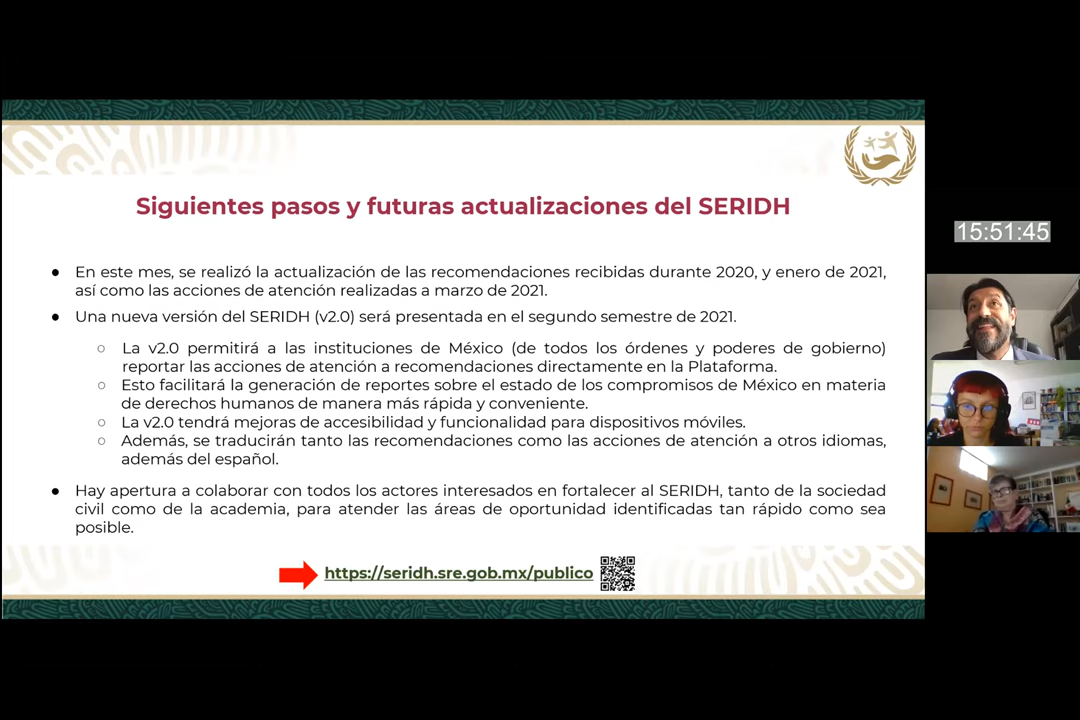 Siguientes pasos y futuras actualizaciones del SERIDH
15:51:45
● En este mes, se realizó la actualización de las recomendaciones recibidas durante 2020, y enero de 2021,
así como las acciones de atención realizadas a marzo de 2021.
● Una nueva versión del SERIDH (v2.0) será presentada en el segundo semestre de 2021.
○ La v2.0 permitirá a las instituciones de México (de todos los órdenes y poderes de gobierno)
reportar las acciones de atención a recomendaciones directamente en la Plataforma.
○ Esto facilitará la generación de reportes sobre el estado de los compromisos de México en materia
de derechos humanos de manera más rápida y conveniente.
○ La v2.0 tendrá mejoras de accesibilidad y funcionalidad para dispositivos móviles.
○ Además, se traducirán tanto las recomendaciones como las acciones de atención a otros idiomas,
además del español.
● Hay apertura a colaborar con todos los actores interesados en fortalecer al SERIDH, tanto de la sociedad
civil como de la academia, para atender las áreas de oportunidad identificadas tan rápido como sea
posible.
https://seridh.sre.gob.mx/publico